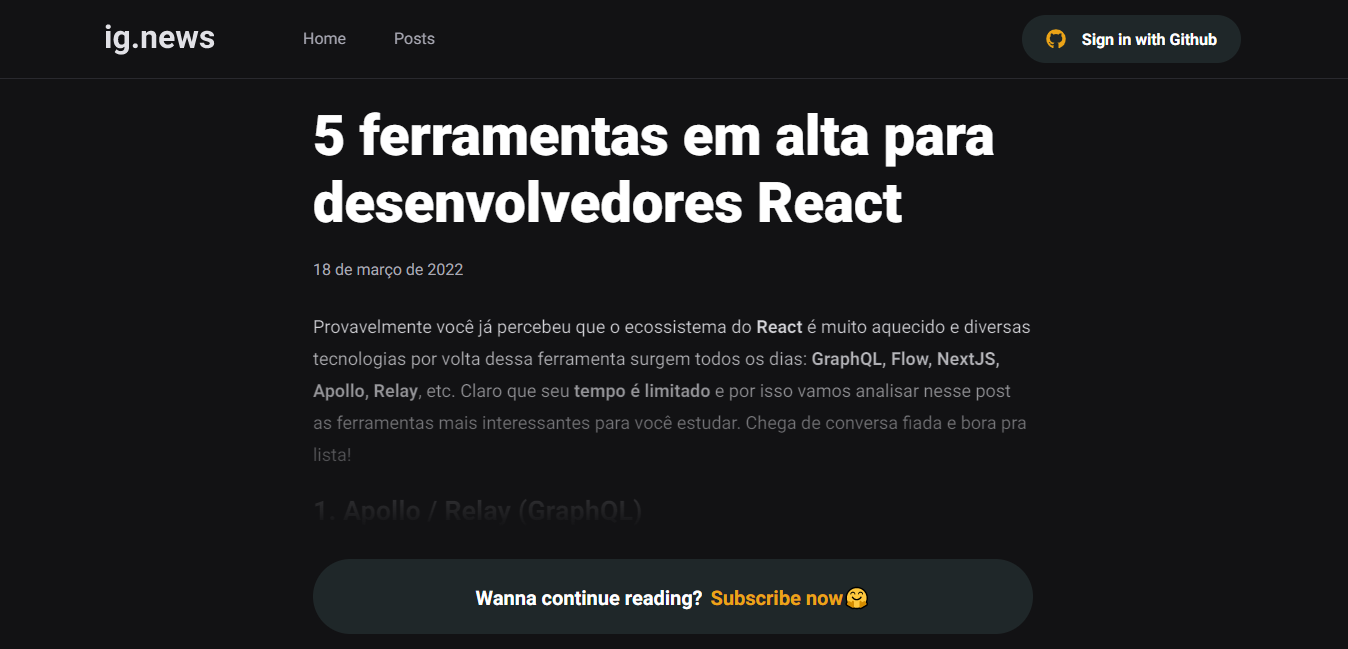 ig.news
Home
Posts
Sign in with Github
5 ferramentas em alta para
desenvolvedores React
18 de março de 2022
Provavelmente você já percebeu que o ecossistema do React é muito aquecido e diversas
tecnologias por volta dessa ferramenta surgem todos os dias: GraphQL, Flow, NextJS,
Apollo, Relay, etc. Claro que seu tempo é limitado e por isso vamos analisar nesse post
as ferramentas mais interessantes para você estudar. Chega de conversa fiada e bora pra
lista!
1. Apollo / Relay (GraphQL)
Wanna continue reading? Subscribe now 🤗